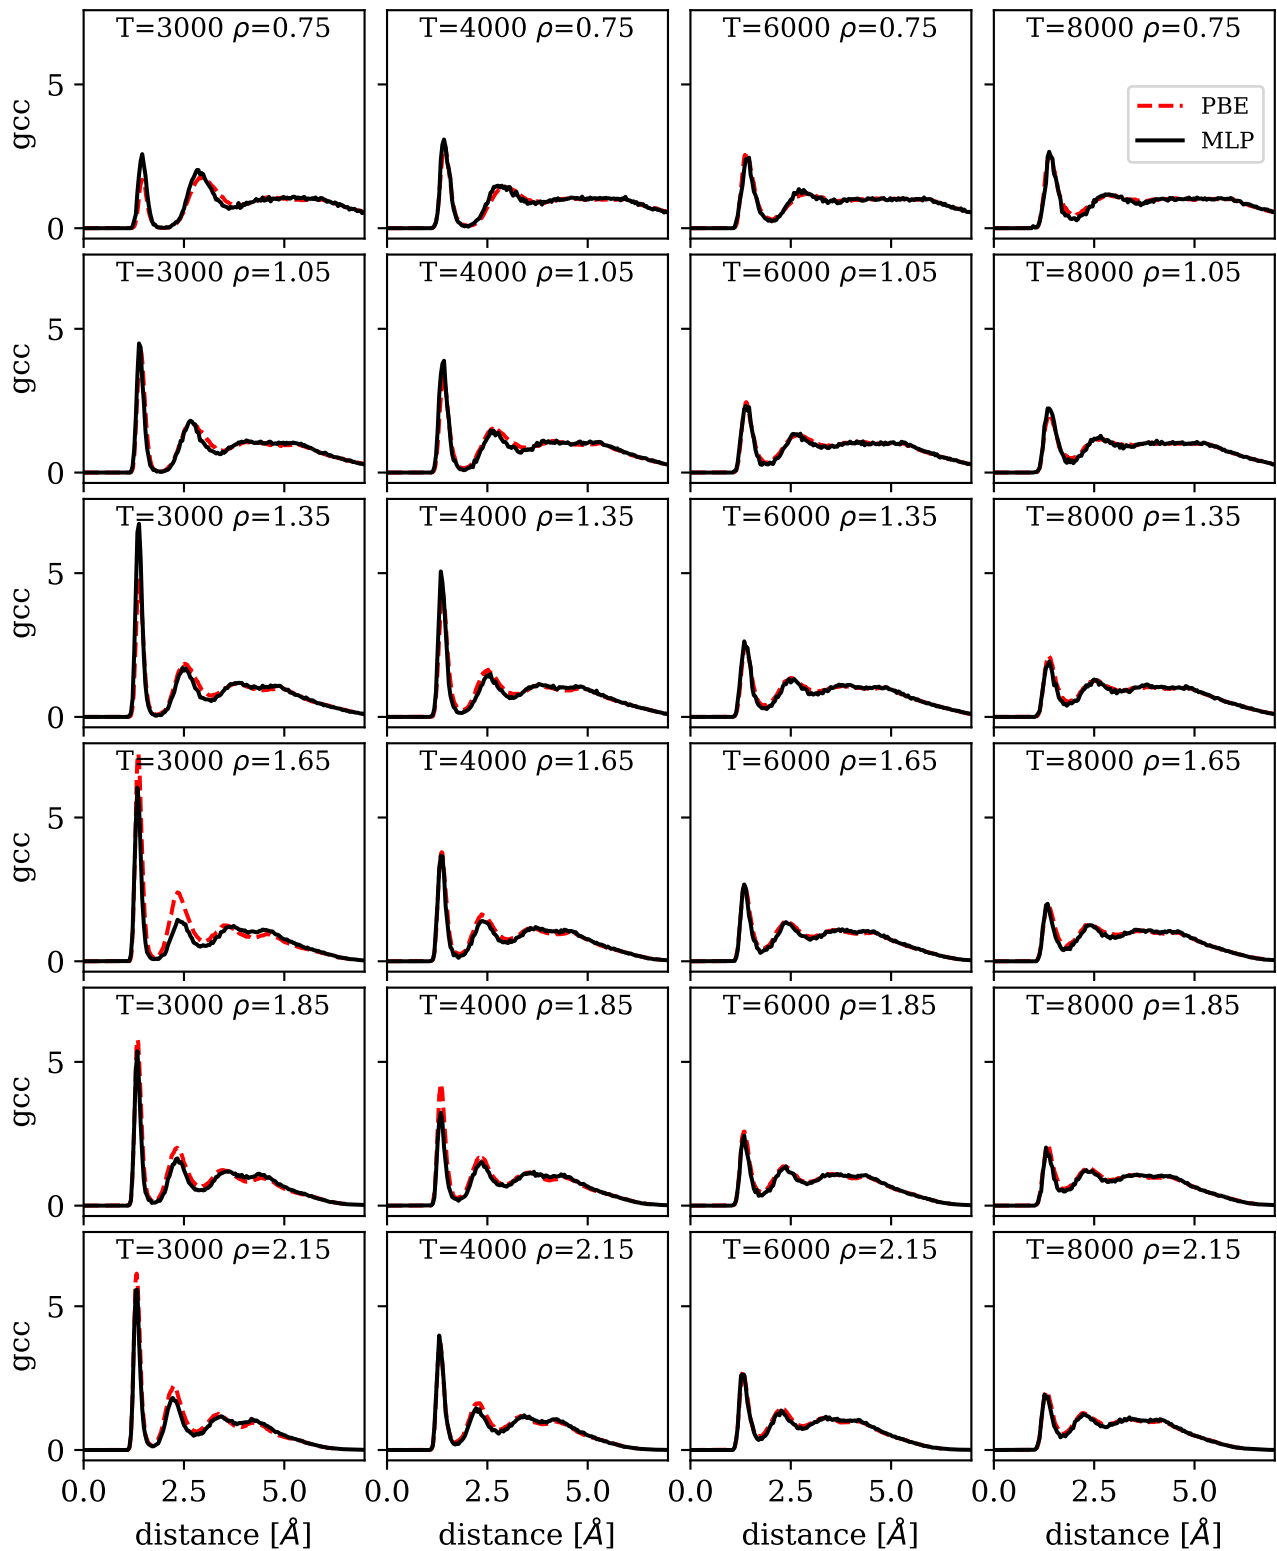 T=3000 ρ=0.75 T=4000 ρ=0.75 T=6000 ρ=0.75 T=8000 ρ=0.75
5
gcc
PBE
MLP
0
T=3000 ρ=1.05 T=4000 ρ=1.05 T=6000 ρ=1.05 T=8000 ρ=1.05
5
gcc
0
T=3000 ρ=1.35 T=4000 ρ=1.35 T=6000 ρ=1.35 T=8000 ρ=1.35
5
gcc
0
T=3000 ρ=1.65 T=4000 ρ=1.65 T=6000 ρ=1.65 T=8000 ρ=1.65
5
gcc
0
T=3000 ρ=1.85 T=4000 ρ=1.85 T=6000 ρ=1.85 T=8000 ρ=1.85
5
gcc
0
T=3000 ρ=2.15 T=4000 ρ=2.15 T=6000 ρ=2.15 T=8000 ρ=2.15
5
gcc
0
0.0 2.5 5.0 0.0 2.5 5.0 0.0 2.5 5.0 0.0 2.5 5.0
distance [Å] distance [Å] distance [Å] distance [Å]